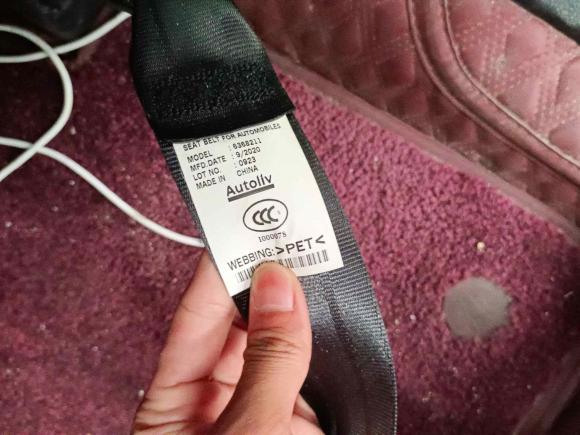 SEAT BELT FOR AUTOMOBILES
MODEL : 6368211
MFD.DATE : 9/2020
LOT NO. : 0923
MADE IN : CHINA
Autoliv
CCC
I000078
WEBBING:>PET<